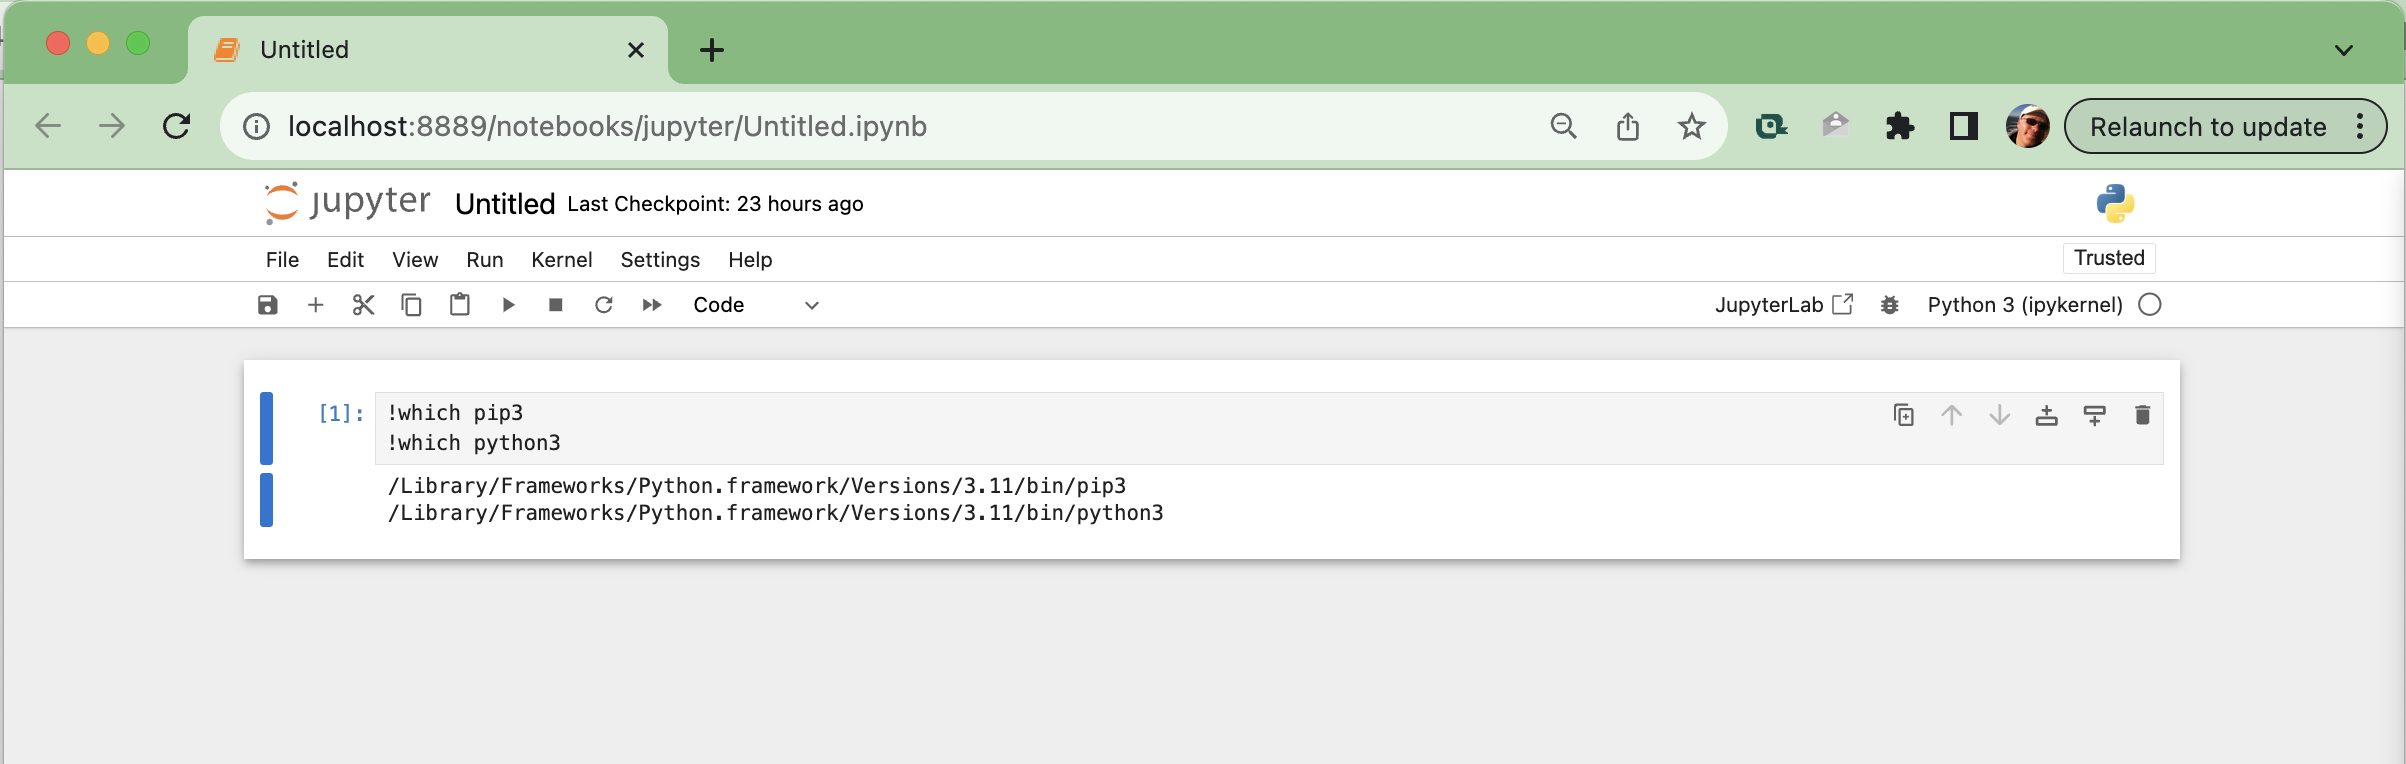 Untitled
localhost:8889/notebooks/jupyter/Untitled.ipynb
Relaunch to update
jupyter Untitled Last Checkpoint: 23 hours ago
File Edit View Run Kernel Settings Help
Trusted
Code
JupyterLab
Python 3 (ipykernel)
[1]: !which pip3
!which python3
/Library/Frameworks/Python.framework/Versions/3.11/bin/pip3
/Library/Frameworks/Python.framework/Versions/3.11/bin/python3